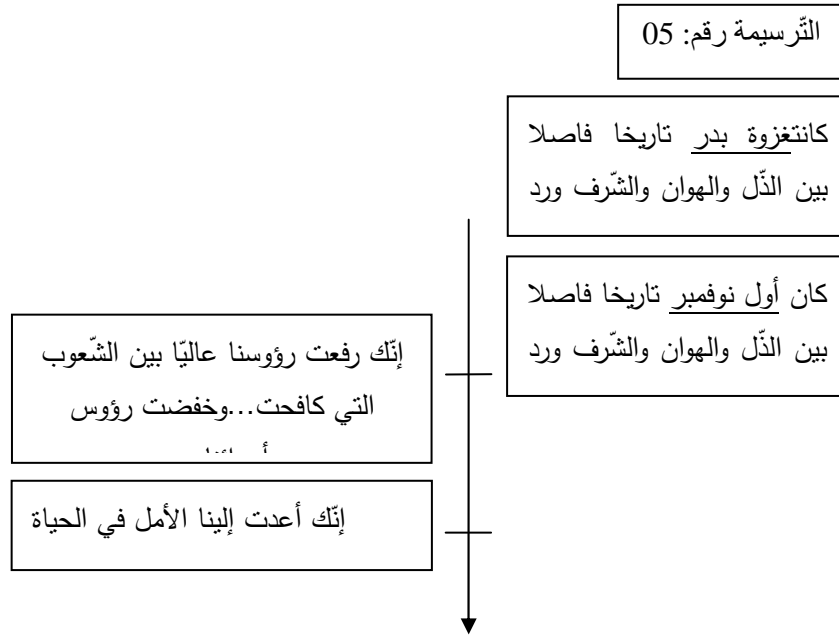 التّرسيمة رقم: 05
كانتغزوة بدر تاريخا فاصلا
بين الذّل والهوان والشّرف ورد
كان أول نوفمبر تاريخا فاصلا
بين الذّل والهوان والشّرف ورد
إنّك رفعت رؤوسنا عاليّا بين الشّعوب
التي كافحت...وخفضت رؤوس
إنّك أعدت إلينا الأمل في الحياة